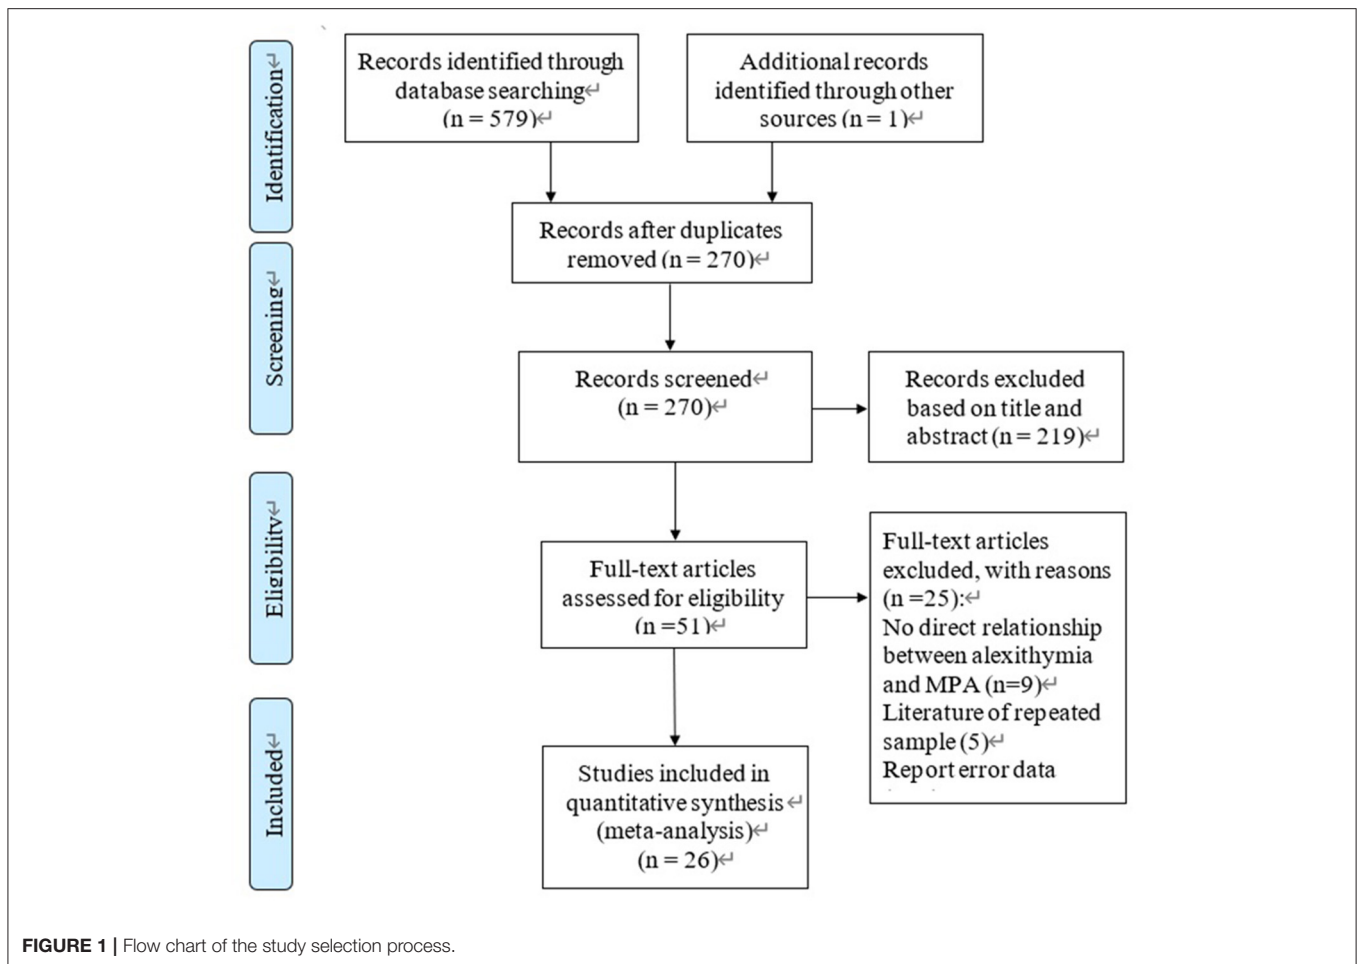 Identification↵
Records identified through
database searching↵
(n = 579)↵
Additional records
identified through other
sources (n = 1)↵
Records after duplicates
removed (n = 270)↵
Screening↵
Records screened↵
(n = 270)↵
Records excluded
based on title and
abstract (n = 219)↵
Eligibility↵
Full-text articles
assessed for eligibility
(n =51)↵
Full-text articles
excluded, with reasons
(n =25):↵
No direct relationship
between alexithymia
and MPA (n=9)↵
Literature of repeated
sample (5)↵
Report error data
Included↵
Studies included in
quantitative synthesis ↵
(meta-analysis)↵
(n = 26)↵
FIGURE 1 | Flow chart of the study selection process.